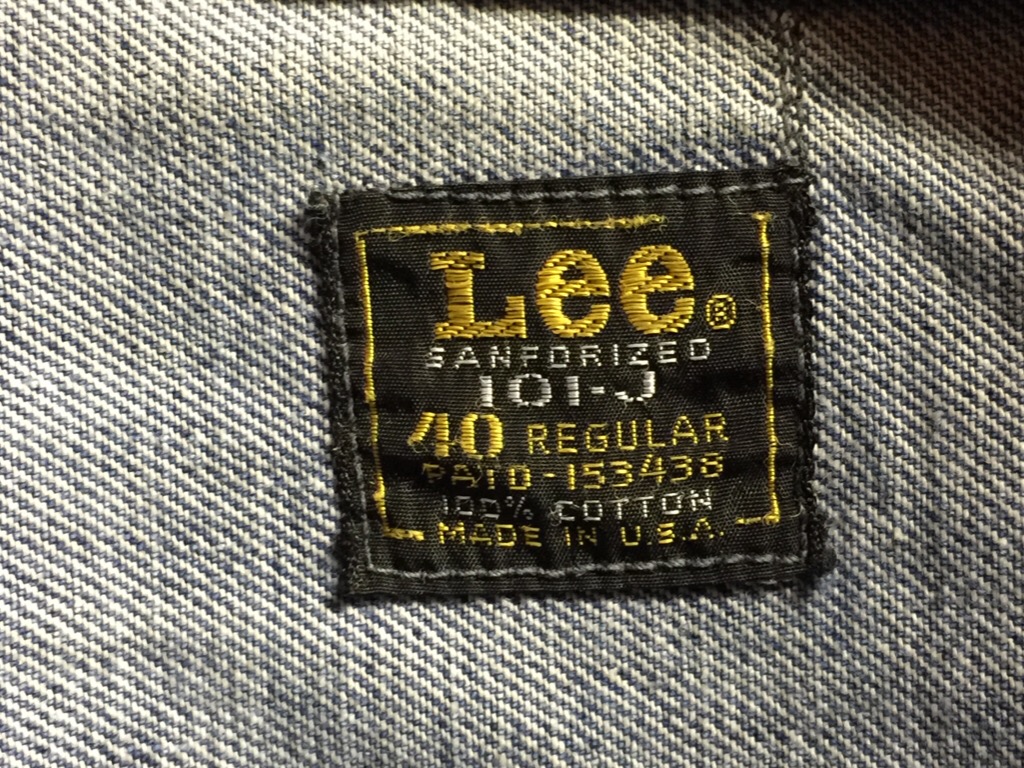 Lee®
SANFORIZED
101-J
40 REGULAR
PAT D-153438
100% COTTON
MADE IN U.S.A.